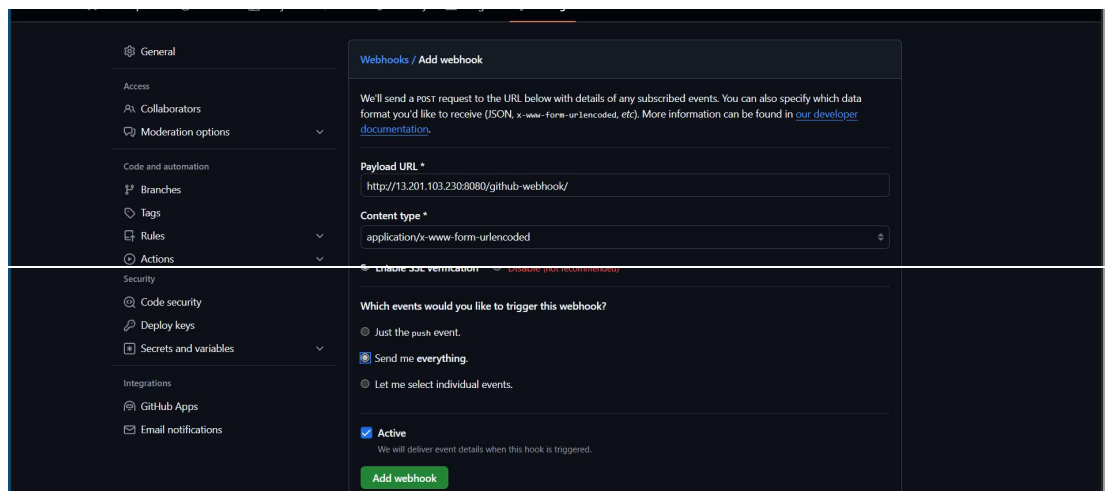 General
Access
Collaborators
Moderation options
Code and automation
Branches
Tags
Rules
Actions
Security
Code security
Deploy keys
Secrets and variables
Integrations
GitHub Apps
Email notifications
Webhooks / Add webhook
We'll send a POST request to the URL below with details of any subscribed events. You can also specify which data
format you'd like to receive (JSON, x-www-form-urlencoded, etc). More information can be found in our developer
documentation.
Payload URL *
http://13.201.103.230:8080/github-webhook/
Content type *
application/x-www-form-urlencoded
Enable SSL verification Disable (not recommended)
Which events would you like to trigger this webhook?
Just the push event.
Send me everything.
Let me select individual events.
Active
We will deliver event details when this hook is triggered.
Add webhook